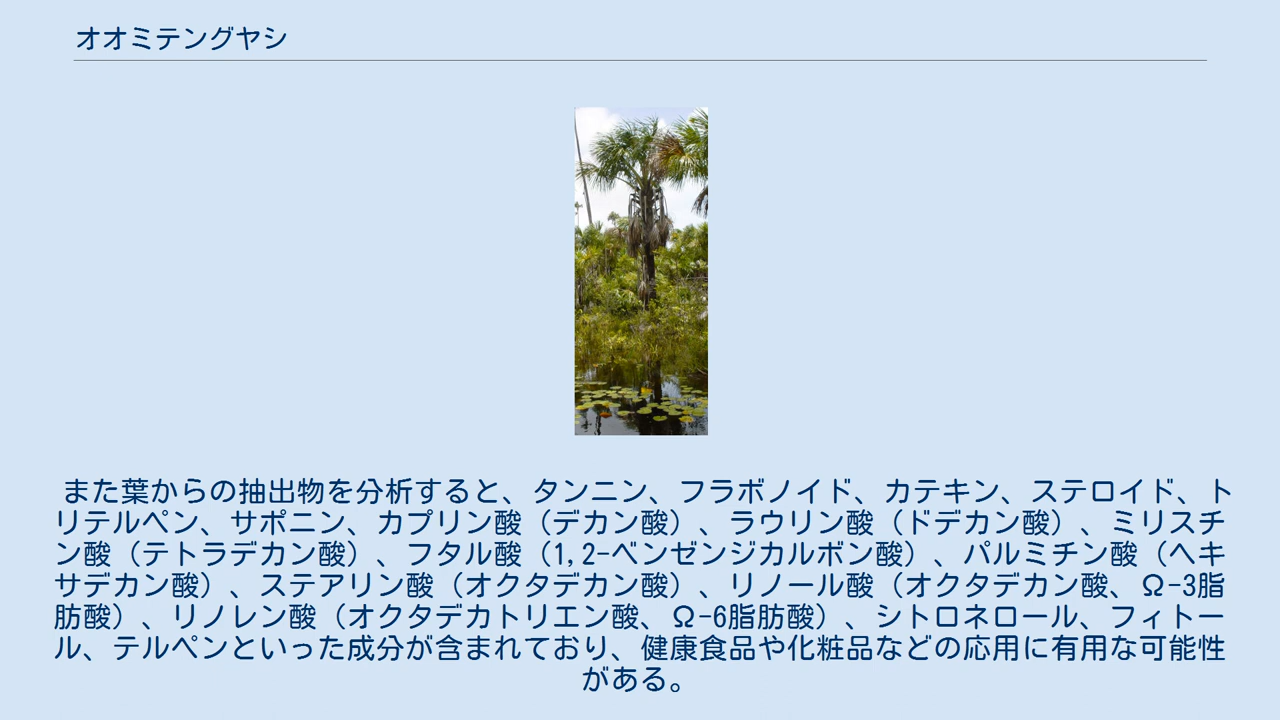 オオミテングヤシ
また葉からの抽出物を分析すると、タンニン、フラボノイド、カテキン、ステロイド、ト
リテルペン、サポニン、カプリン酸（デカン酸）、ラウリン酸（ドデカン酸）、ミリスチ
ン酸（テトラデカン酸）、フタル酸（1,2-ベンゼンジカルボン酸）、パルミチン酸（ヘキ
サデカン酸）、ステアリン酸（オクタデカン酸）、リノール酸（オクタデカン酸、Ω-3脂
肪酸）、リノレン酸（オクタデカトリエン酸、Ω-6脂肪酸）、シトロネロール、フィトー
ル、テルペンといった成分が含まれており、健康食品や化粧品などの応用に有用な可能性
がある。